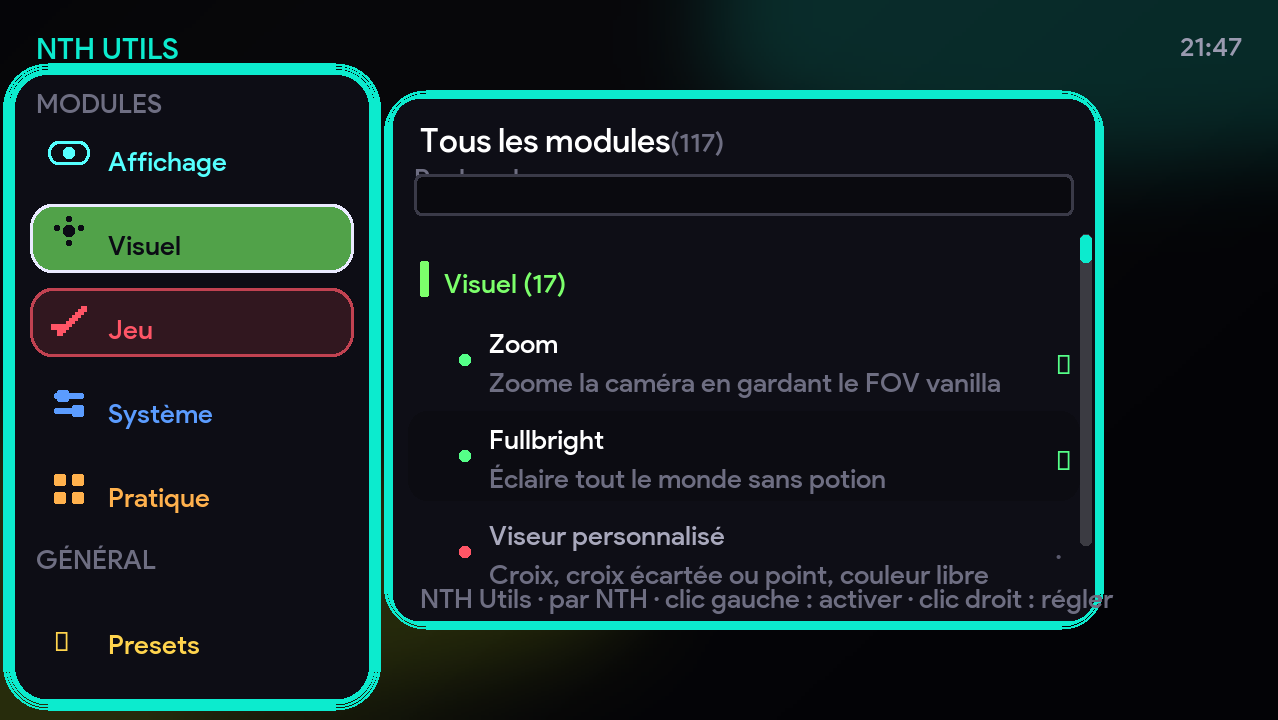 NTH UTILS
21:47
MODULES
Affichage
Visuel
Jeu
Système
Pratique
GÉNÉRAL
Presets
Tous les modules(117)
Visuel (17)
Zoom
Zoome la caméra en gardant le FOV vanilla
Fullbright
Éclaire tout le monde sans potion
Viseur personnalisé
Croix, croix écartée ou point, couleur libre
NTH Utils · par NTH · clic gauche : activer · clic droit : régler